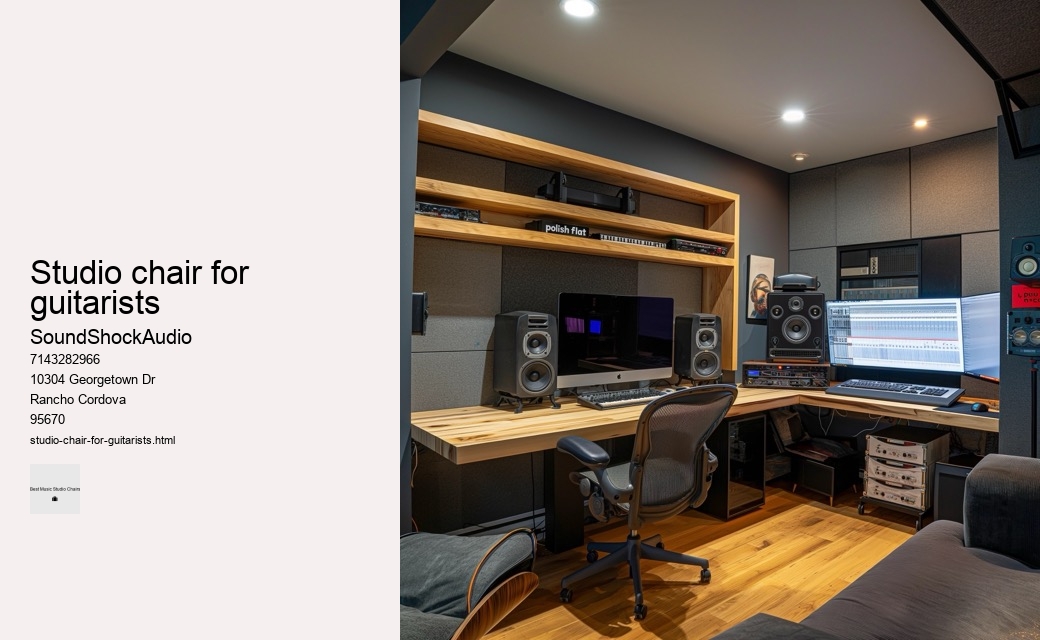 Studio chair for
guitarists
SoundShockAudio
7143282966
10304 Georgetown Dr
Rancho Cordova
95670
studio-chair-for-guitarists.html
Best Music Studio Chairs
polish flat